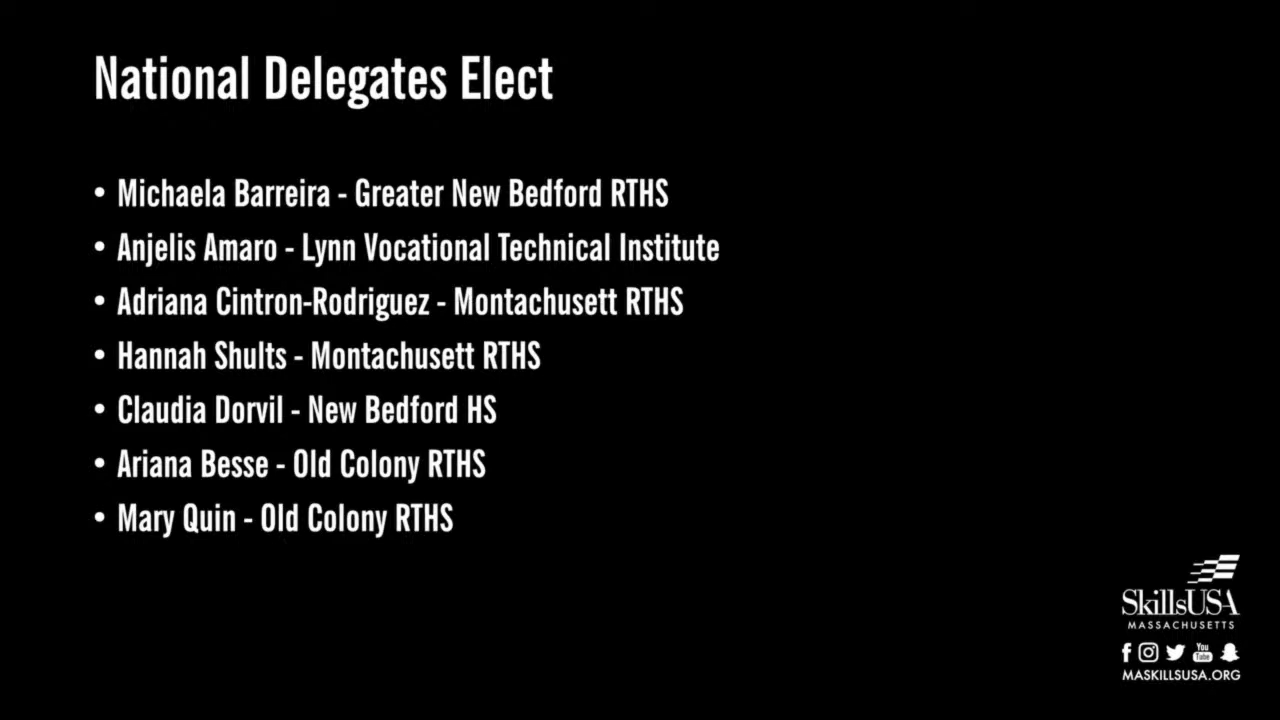 National Delegates Elect
• Michaela Barreira - Greater New Bedford RTHS
• Anjelis Amaro - Lynn Vocational Technical Institute
• Adriana Cintron-Rodriguez - Montachusett RTHS
• Hannah Shults - Montachusett RTHS
• Claudia Dorvil - New Bedford HS
• Ariana Besse - Old Colony RTHS
• Mary Quin - Old Colony RTHS
SkillsUSA
MASSACHUSETTS
You Tube
MASKILLSUSA.ORG